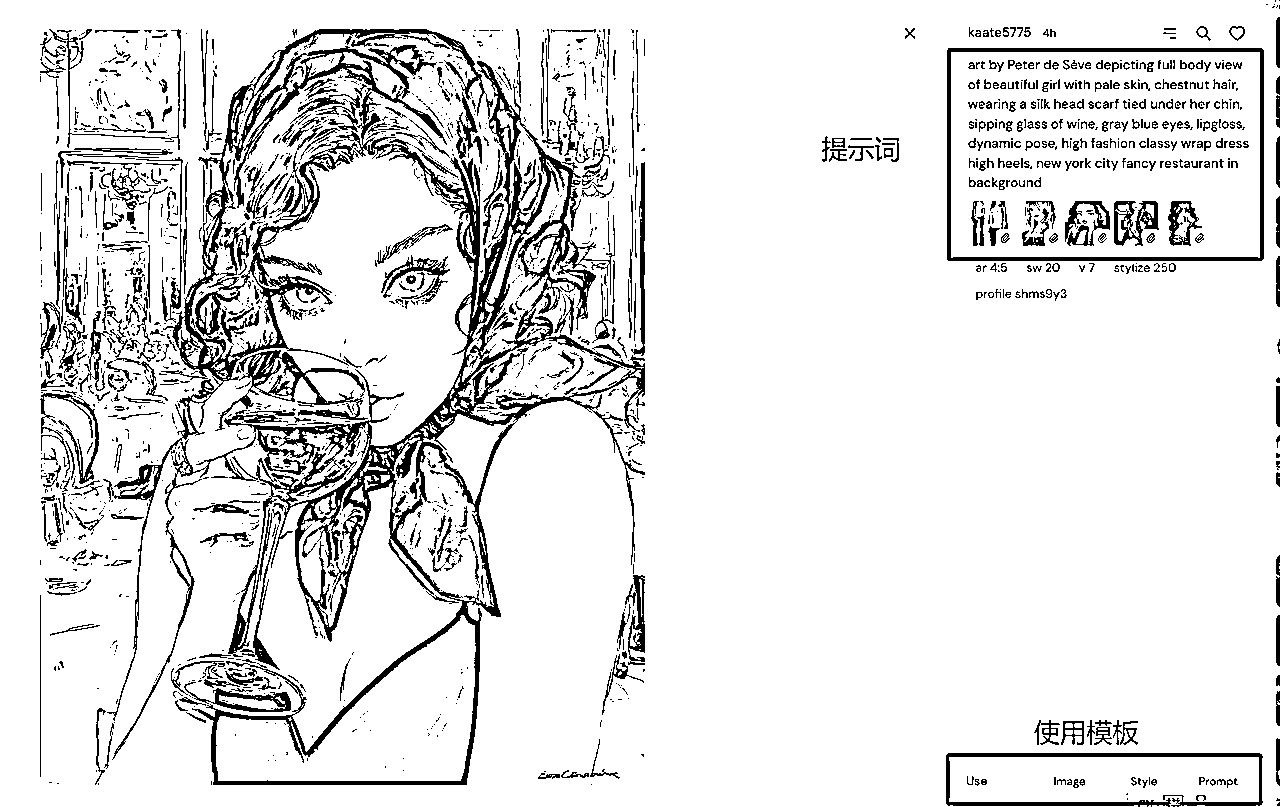 kaate5775 4h
art by Peter de Sève depicting full body view
of beautiful girl with pale skin, chestnut hair,
wearing a silk head scarf tied under her chin,
sipping glass of wine, gray blue eyes, lipgloss,
dynamic pose, high fashion classy wrap dress
high heels, new york city fancy restaurant in
background
提示词
ar 4:5 sw 20 v 7 stylize 250
profile shms9y3
使用模板
Use Image Style Prompt